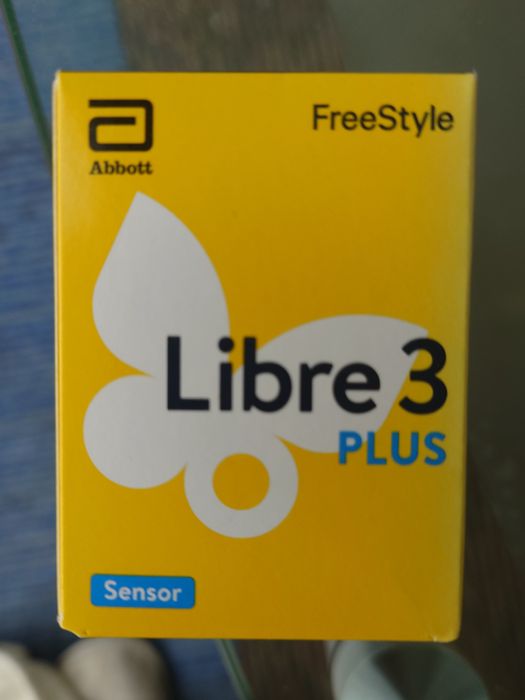 FreeStyle
Abbott
Libre 3
PLUS
Sensor